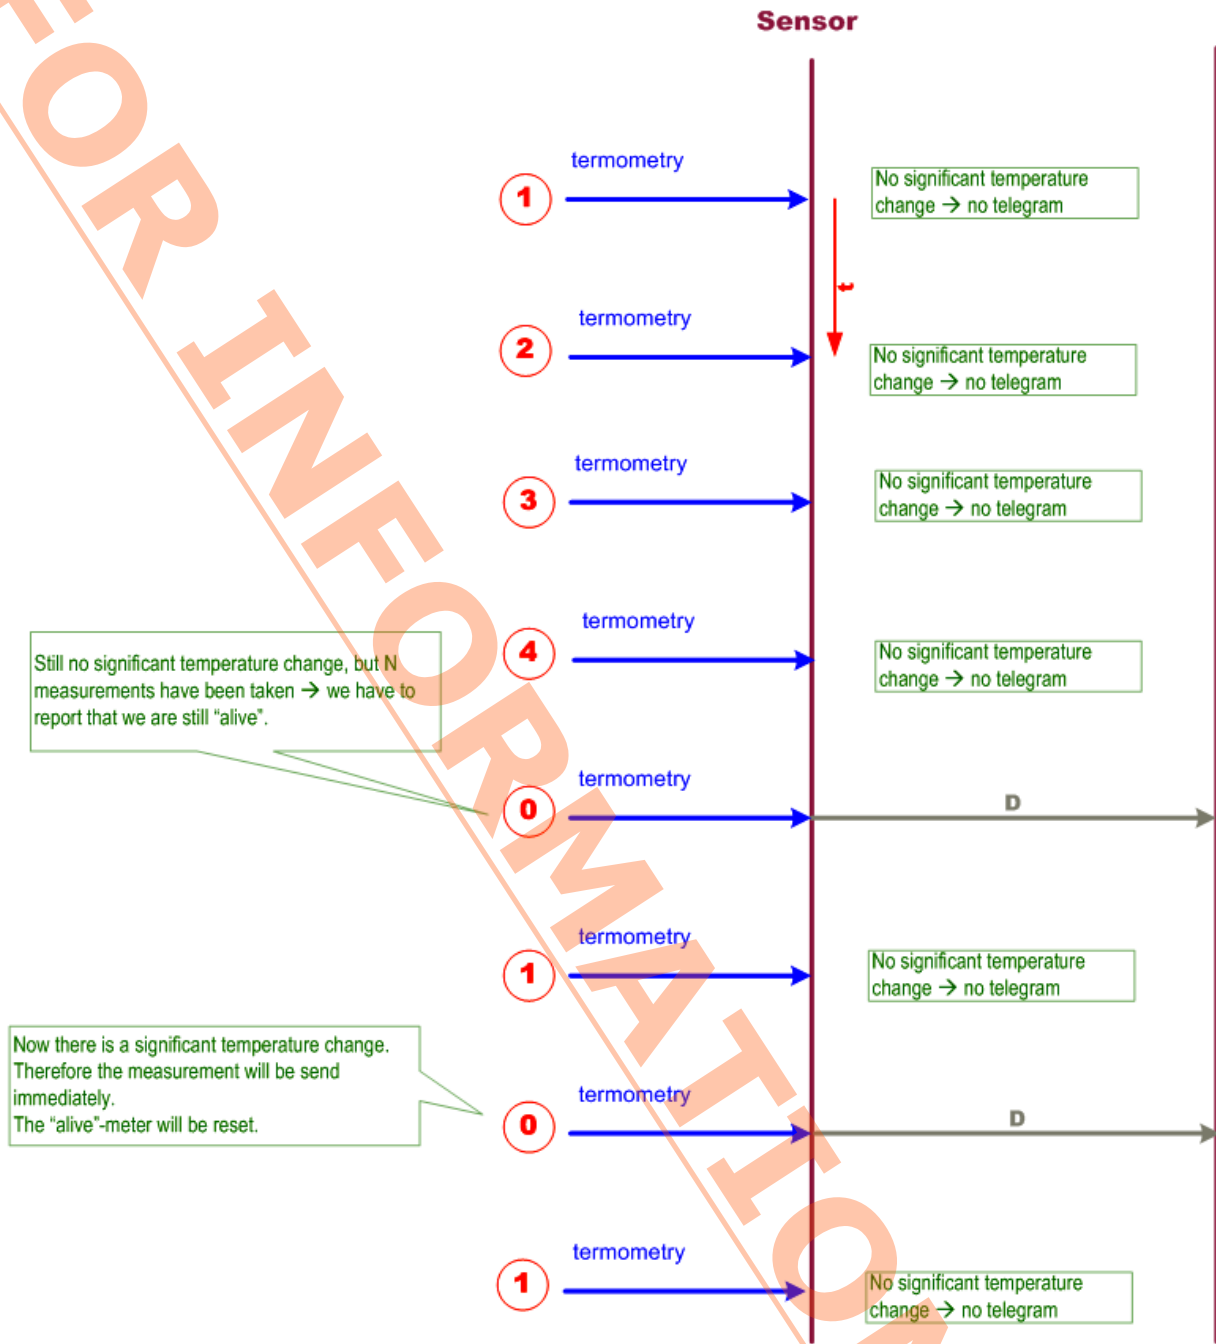 Sensor
termometry
1
No significant temperature
change → no telegram
t
termometry
2
No significant temperature
change → no telegram
termometry
3
No significant temperature
change → no telegram
termometry
4
No significant temperature
change → no telegram
Still no significant temperature change, but N
measurements have been taken → we have to
report that we are still “alive”.
termometry
0
D
termometry
1
No significant temperature
change → no telegram
Now there is a significant temperature change.
Therefore the measurement will be send
immediately.
The “alive”-meter will be reset.
termometry
0
D
termometry
1
No significant temperature
change → no telegram
FOR INFORMATION